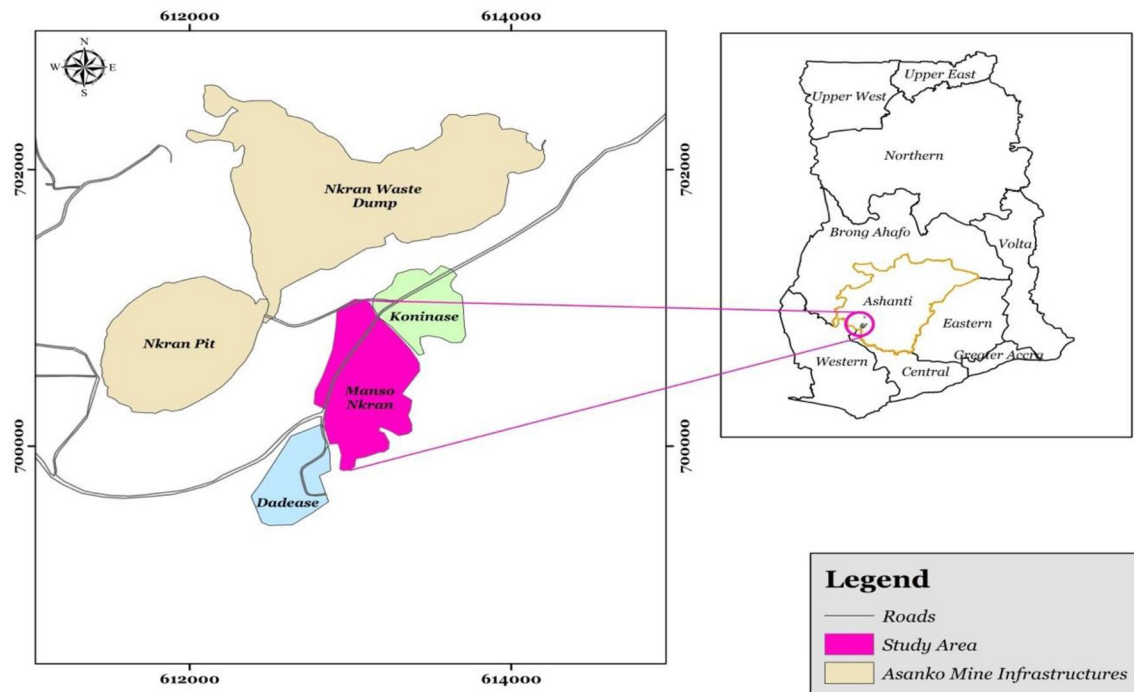 612000
614000
N
W
E
S
702000
702000
Nkran Waste
Dump
Koninase
Nkran Pit
Manso
Nkran
700000
700000
Dadease
612000
614000
Upper East
Upper West
Northern
Brong Ahafo
Volta
Ashanti
Eastern
Greater Accra
Western
Central
Legend
Roads
Study Area
Asanko Mine Infrastructures